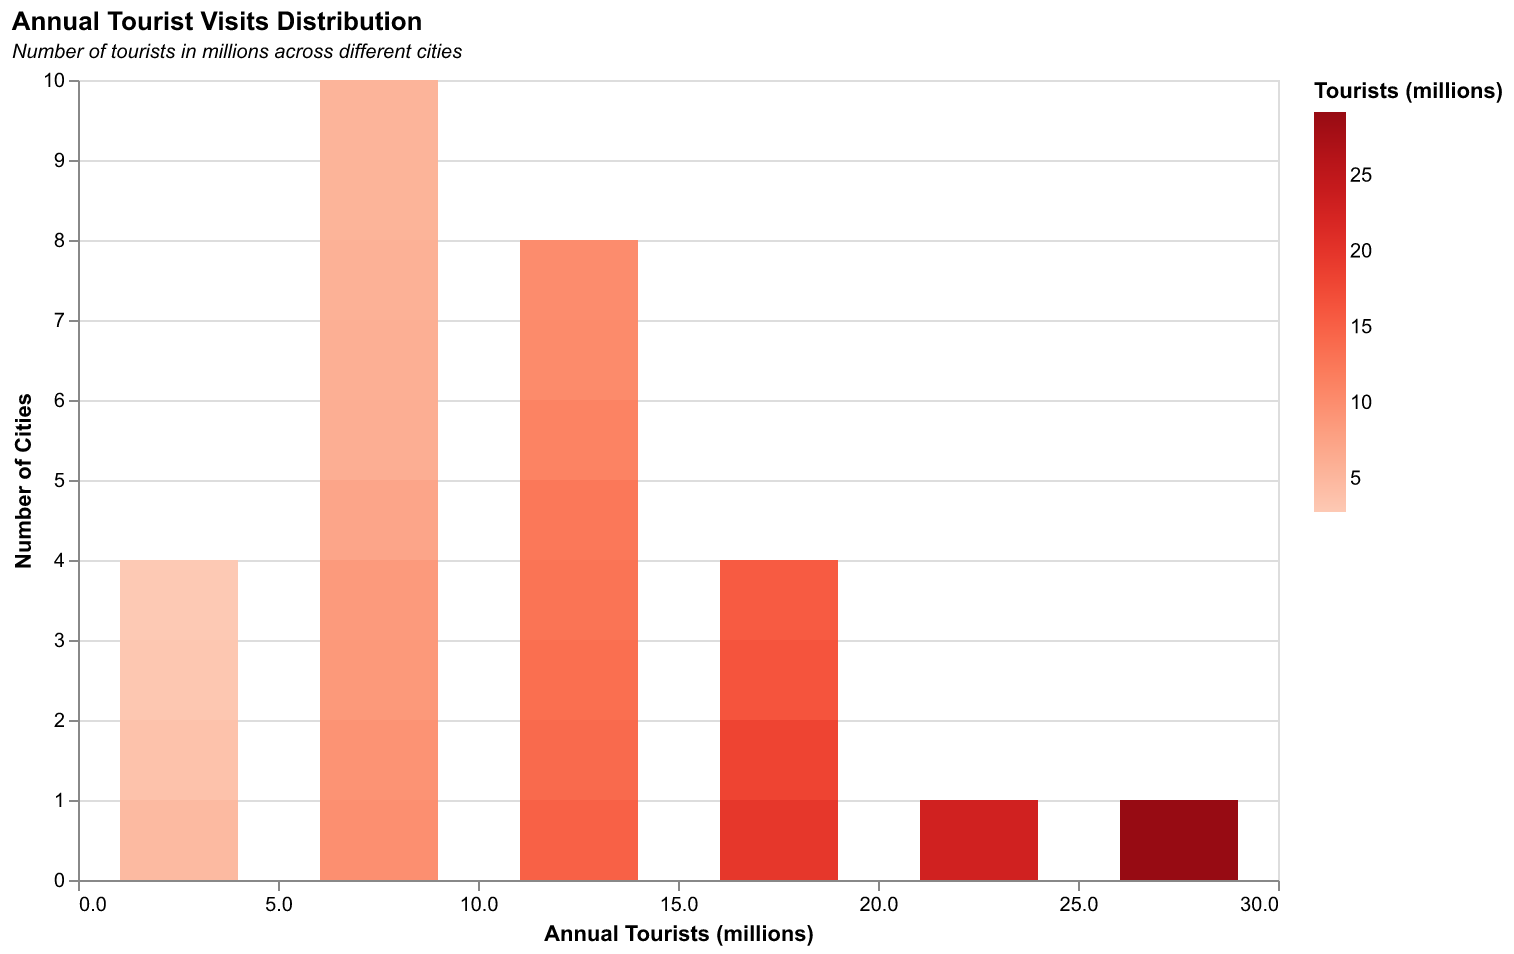 Annual Tourist Visits Distribution
Number of tourists in millions across different cities
10
9
8
7
6
5
4
3
2
1
0
Number of Cities
0.0 5.0 10.0 15.0 20.0 25.0 30.0
Annual Tourists (millions)
Tourists (millions)
25
20
15
10
5